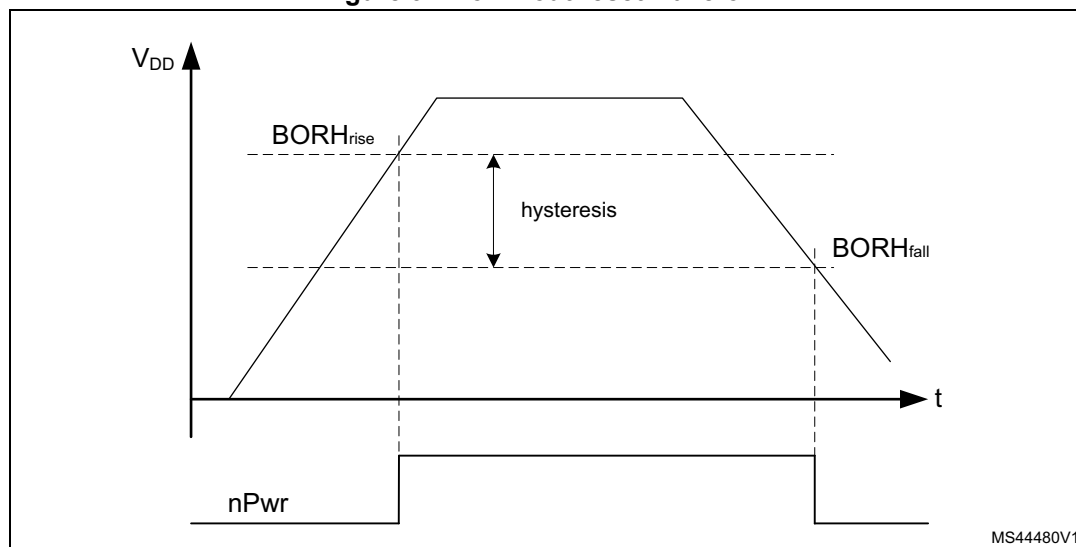 V_DD
BORH_rise
hysteresis
BORH_fall
t
nPwr
MS44480V1